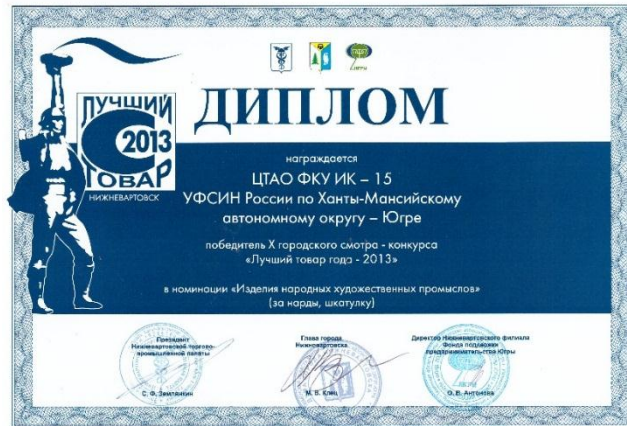 ЛУЧШИЙ
2013
ТОВАР
НИЖНЕВАРТОВСК
ДИПЛОМ
награждается
ЦТАО ФКУ ИК – 15
УФСИН России по Ханты-Мансийскому
автономному округу – Югре
победитель X городского смотра - конкурса
«Лучший товар года - 2013»
в номинации «Изделия народных художественных промыслов»
(за нарды, шкатулку)
Президент
Нижневартовской торгово-
промышленной палаты
С. Ф. Землянкин
Глава города
Нижневартовска
М. В. Клец
Директор Нижневартовского филиала
Фонда поддержки
предпринимательства Югры
О. В. Антонова